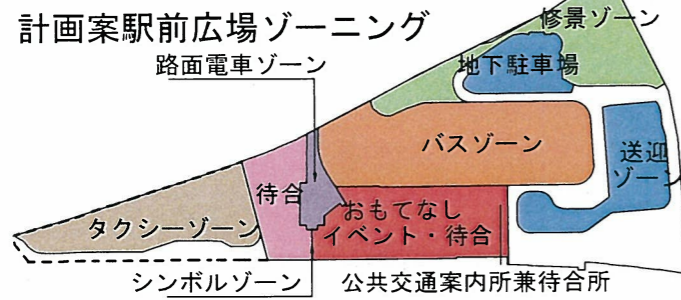 計画案駅前広場ゾーニング
修景ゾーン
路面電車ゾーン
地下駐車場
バスゾーン
送迎
ゾーン
待合
おもてなし
イベント・待合
タクシーゾーン
シンボルゾーン
公共交通案内所兼待合所